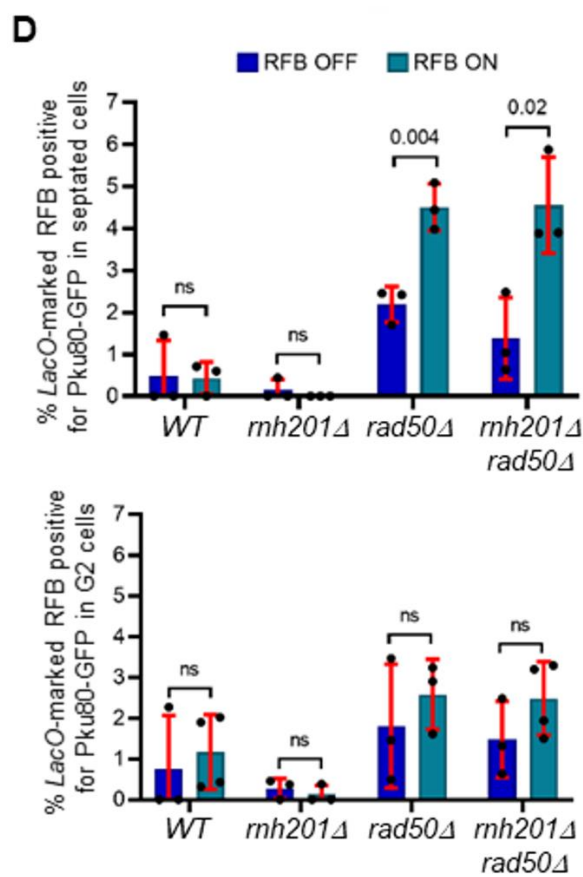 D
RFB OFF RFB ON
% LacO-marked RFB positive
for Pku80-GFP in septated cells
7
6
5
4
3
2
1
0
ns
ns
0.004
0.02
WT rnh201Δ rad50Δ rnh201Δ
rad50Δ
% LacO-marked RFB positive
for Pku80-GFP in G2 cells
7
6
5
4
3
2
1
0
ns
ns
ns
ns
WT rnh201Δ rad50Δ rnh201Δ
rad50Δ